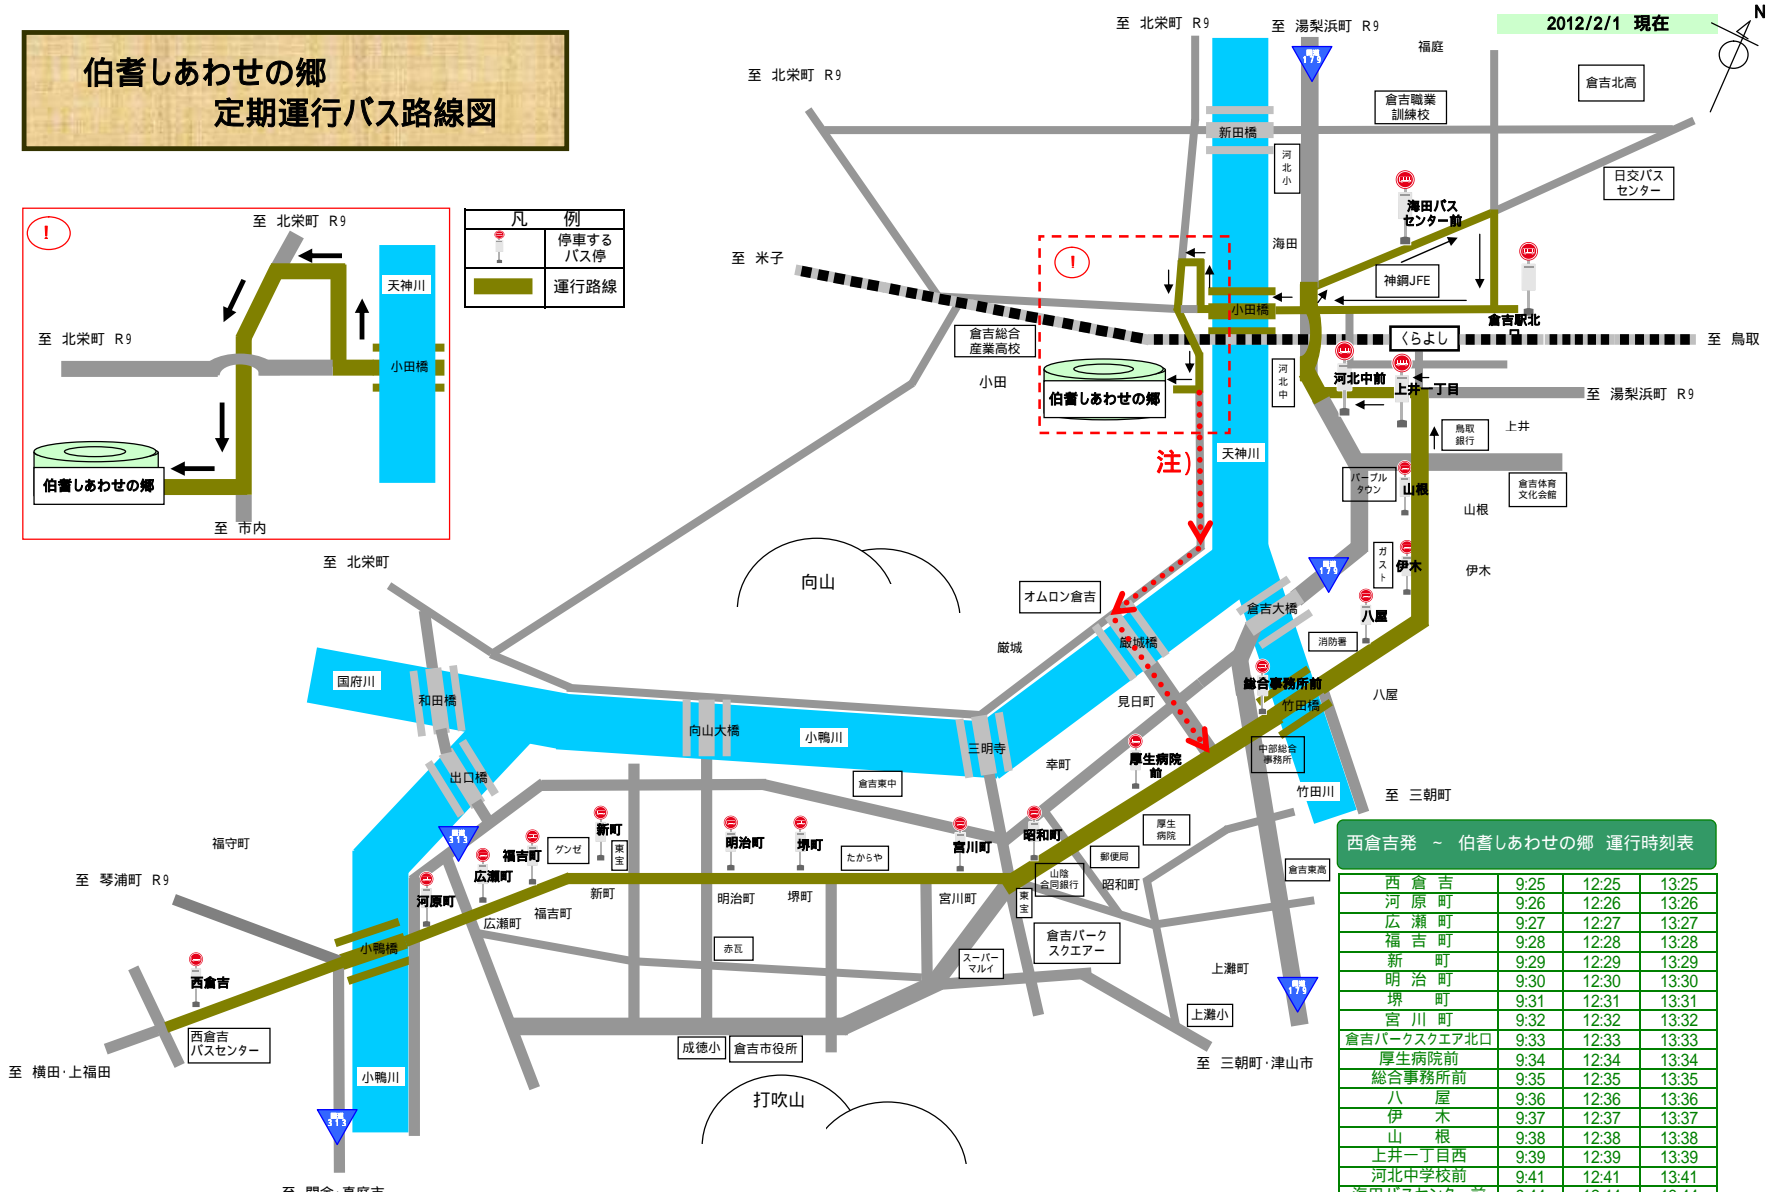 伯耆しあわせの郷
定期運行バス路線図
2012/2/1 現在
N
至 北栄町 R9
至 湯梨浜町 R9
179
福庭
倉吉北高
至 北栄町 R9
倉吉職業
訓練校
新田橋
河北小
日交バス
センター
海田バス
センター前
海田
至 米子
!
神鋼JFE
小田橋
倉吉駅北
くらよし
至 鳥取
倉吉総合
産業高校
小田
伯耆しあわせの郷
河北中
河北中前
上井一丁目
至 湯梨浜町 R9
鳥取
銀行
上井
注)
天神川
パープル
タウン
山根
倉吉体育
文化会館
山根
ガスト
伊木
伊木
179
!
至 北栄町 R9
天神川
至 北栄町 R9
小田橋
伯耆しあわせの郷
至 市内
凡 例
停車する
バス停
運行路線
至 北栄町
向山
オムロン倉吉
倉吉大橋
八屋
消防署
厳城
厳城橋
総合事務所前
国府川
和田橋
見日町
竹田橋
八屋
向山大橋
小鴨川
三明寺
中部総合
事務所
出口橋
倉吉東中
幸町
厚生病院
前
竹田川
至 三朝町
313
福守町
新町
明治町
堺町
宮川町
昭和町
厚生
病院
福吉町
グンゼ
東宝
たからや
郵便局
倉吉東高
至 琴浦町 R9
広瀬町
河原町
新町
明治町
堺町
宮川町
山陰
合同銀行
昭和町
東宝
広瀬町
福吉町
小鴨橋
赤瓦
スーパー
マルイ
倉吉パーク
スクエアー
上灘町
西倉吉
179
西倉吉
バスセンター
成徳小
倉吉市役所
上灘小
至 横田・上福田
小鴨川
至 三朝町・津山市
打吹山
313
西倉吉発 ~ 伯耆しあわせの郷 運行時刻表
西倉吉 9:25 12:25 13:25
河原町 9:26 12:26 13:26
広瀬町 9:27 12:27 13:27
福吉町 9:28 12:28 13:28
新町 9:29 12:29 13:29
明治町 9:30 12:30 13:30
堺町 9:31 12:31 13:31
宮川町 9:32 12:32 13:32
倉吉パークスクエア北口 9:33 12:33 13:33
厚生病院前 9:34 12:34 13:34
総合事務所前 9:35 12:35 13:35
八屋 9:36 12:36 13:36
伊木 9:37 12:37 13:37
山根 9:38 12:38 13:38
上井一丁目西 9:39 12:39 13:39
河北中学校前 9:41 12:41 13:41